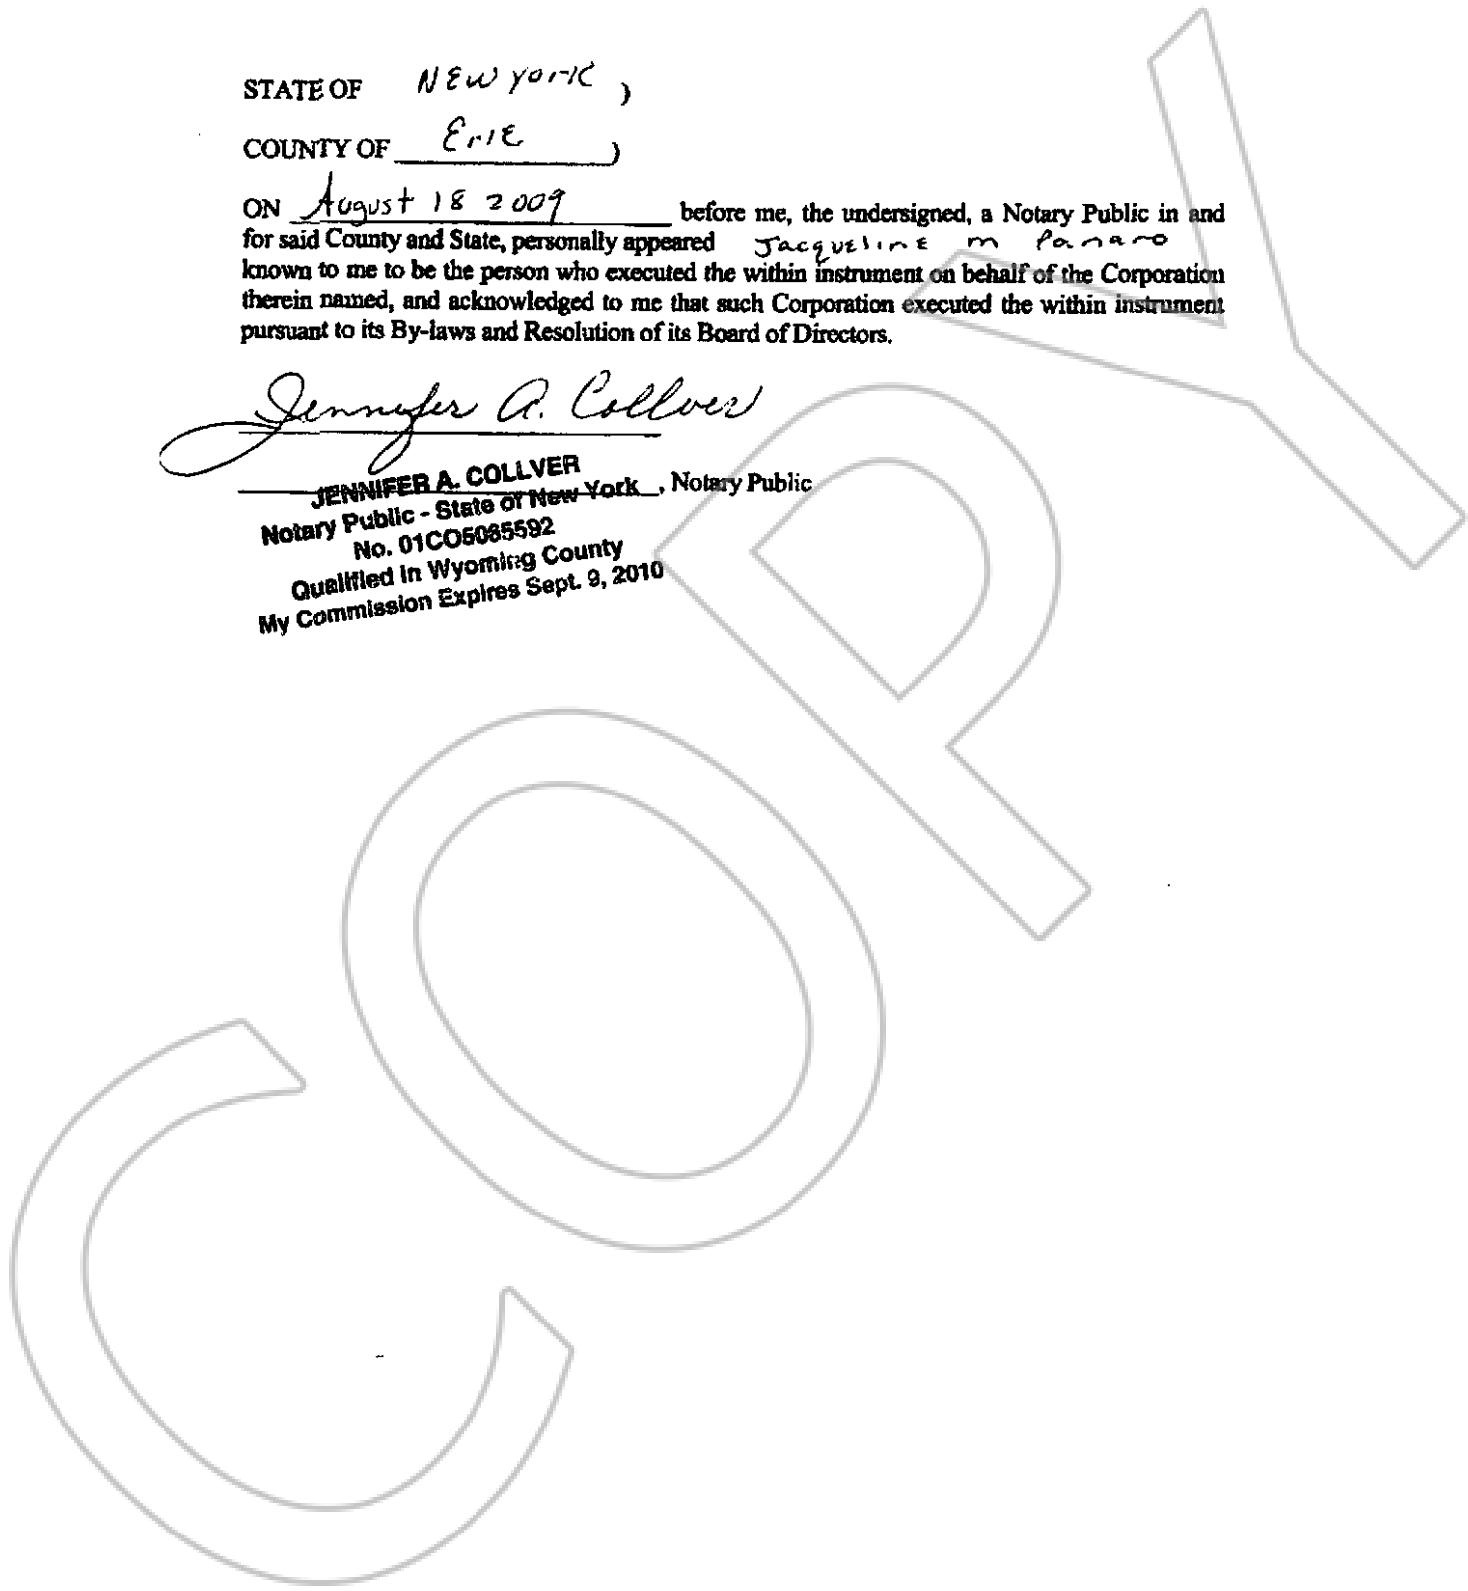 STATE OF NEW YORK )
COUNTY OF Erie )
ON August 18 2009 before me, the undersigned, a Notary Public in and
for said County and State, personally appeared Jacqueline m Panaro
known to me to be the person who executed the within instrument on behalf of the Corporation
therein named, and acknowledged to me that such Corporation executed the within instrument
pursuant to its By-laws and Resolution of its Board of Directors.
Jennifer A. Collver
JENNIFER A. COLLVER
Notary Public - State of New York , Notary Public
No. 01CO5085592
Qualified in Wyoming County
My Commission Expires Sept. 9, 2010
COPY